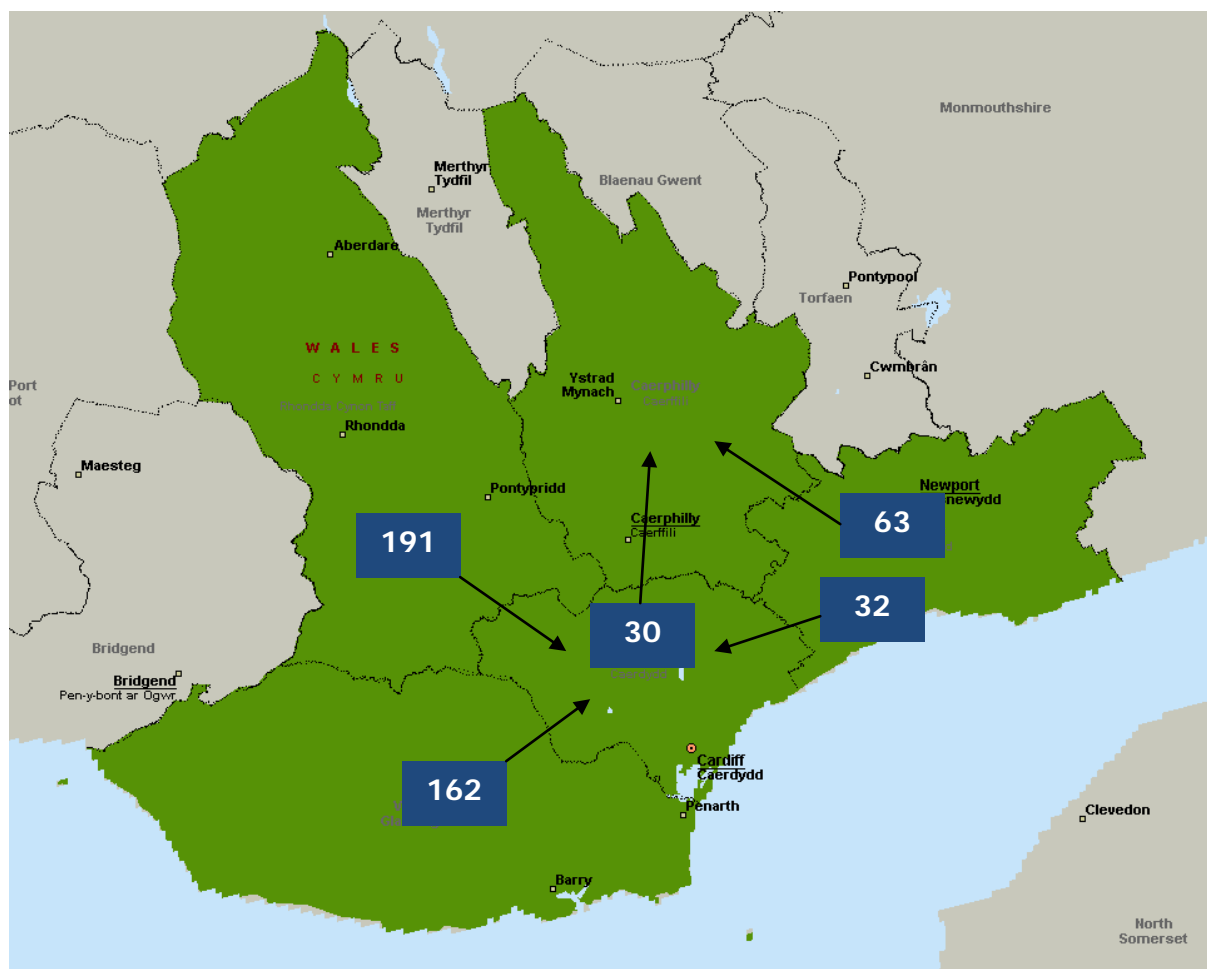 Monmouthshire
Merthyr
Tydfil
Blaenau Gwent
Merthyr
Tydfil
Aberdare
Pontypool
Torfaen
WALES
CYMRU
Cwmbrân
Ystrad
Mynach
Caerphilly
Caerffili
Port
ot
Rhondda Cynon Taff
Rhondda
Maesteg
Pontypridd
Newport
newydd
63
Caerphilly
Caerffili
191
32
30
Caerdydd
Bridgend
Bridgend
Pen-y-bont ar Ogwr
Cardiff
Caerdydd
162
Penarth
Clevedon
Barry
North
Somerset